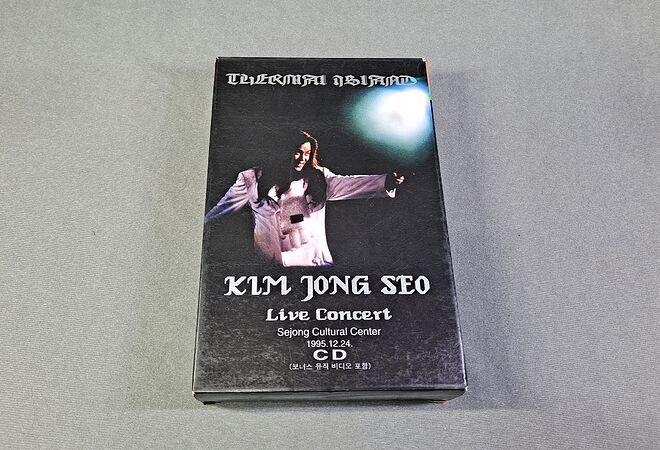 THERMAL ISLAND
KIM JONG SEO
Live Concert
Sejong Cultural Center
1995.12.24.
CD
(보너스 뮤직 비디오 포함)